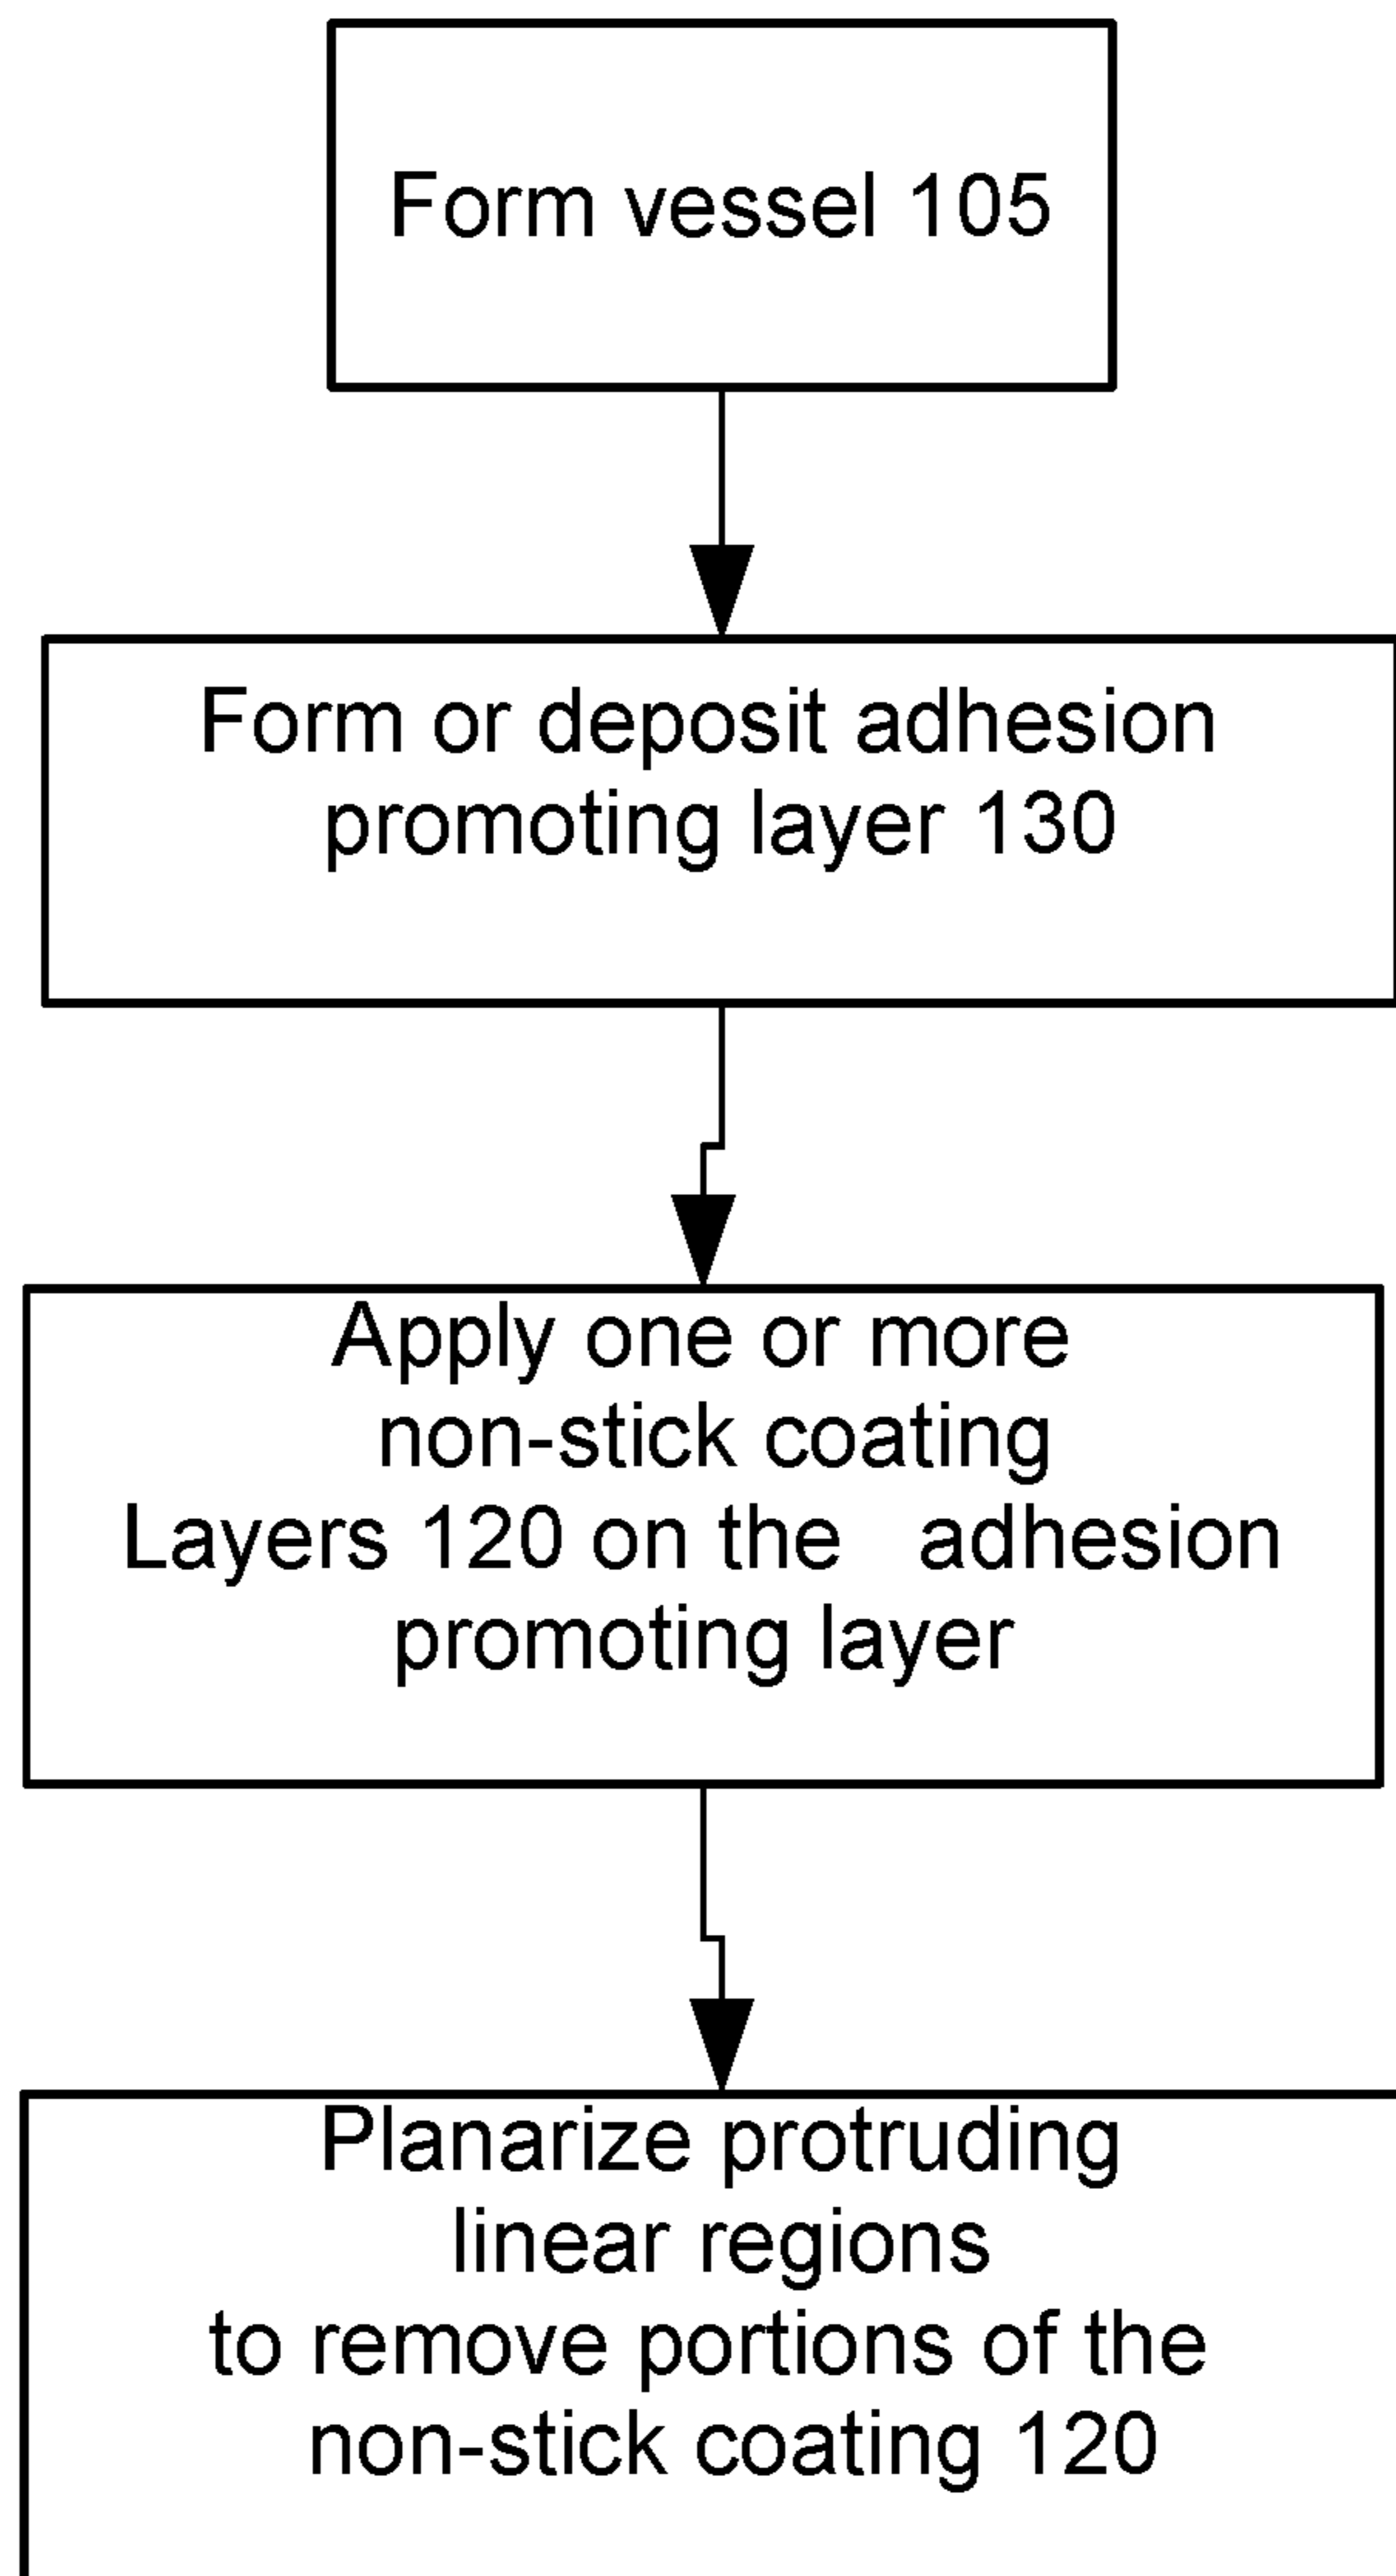 Form vessel 105
Form or deposit adhesion
promoting layer 130
Apply one or more
non-stick coating
Layers 120 on the adhesion
promoting layer
Planarize protruding
linear regions
to remove portions of the
non-stick coating 120